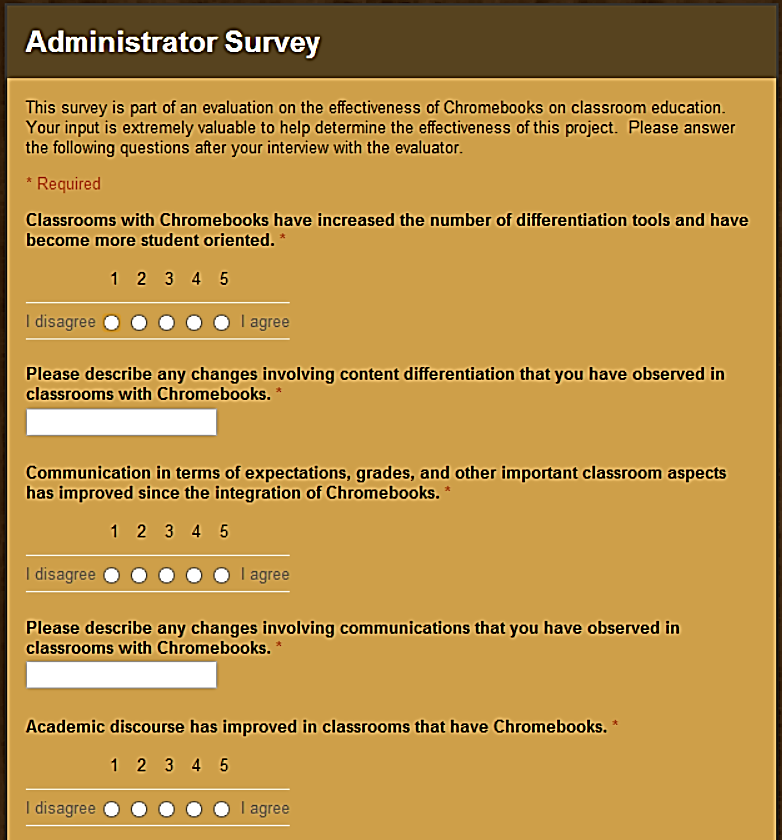 Administrator Survey
This survey is part of an evaluation on the effectiveness of Chromebooks on classroom education.
Your input is extremely valuable to help determine the effectiveness of this project.  Please answer
the following questions after your interview with the evaluator.
* Required
Classrooms with Chromebooks have increased the number of differentiation tools and have
become more student oriented. *
1 2 3 4 5
I disagree I agree
Please describe any changes involving content differentiation that you have observed in
classrooms with Chromebooks. *
Communication in terms of expectations, grades, and other important classroom aspects
has improved since the integration of Chromebooks. *
1 2 3 4 5
I disagree I agree
Please describe any changes involving communications that you have observed in
classrooms with Chromebooks. *
Academic discourse has improved in classrooms that have Chromebooks. *
1 2 3 4 5
I disagree I agree